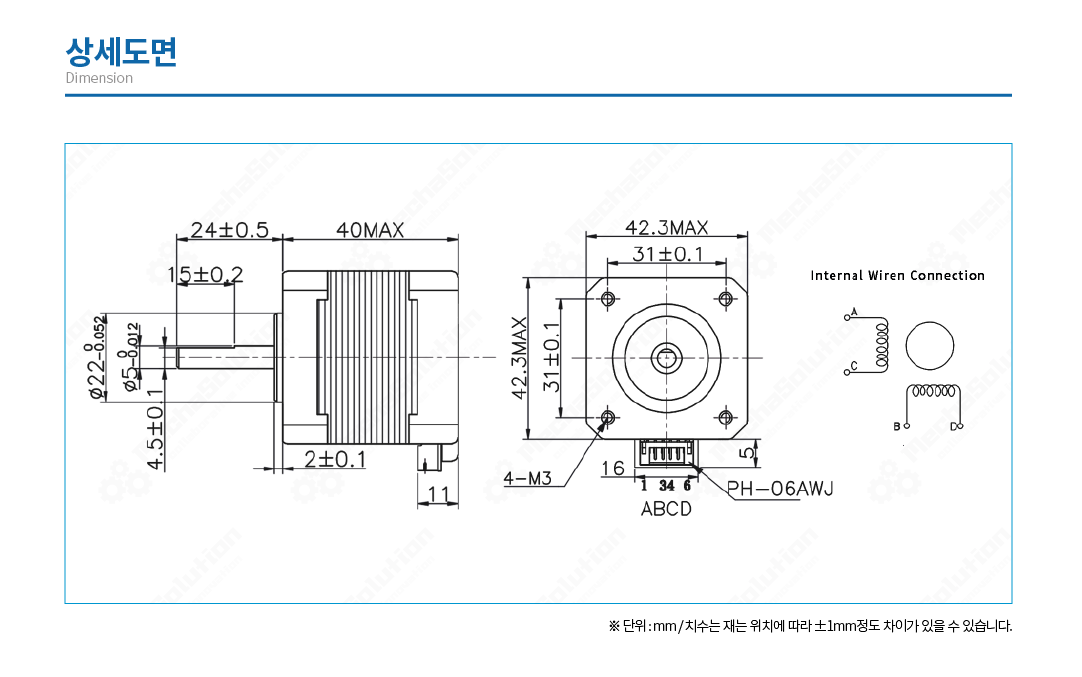 상세도면
Dimension
24±0.5
40MAX
15±0.2
ø22 0 -0.052
ø5 0 -0.012
4.5±0.1
2±0.1
11
42.3MAX
31±0.1
42.3MAX
31±0.1
4-M3
16
5
1 34 6
ABCD
PH-06AWJ
Internal Wiren Connection
A
C
B
D
MechaSolution
※ 단위 : mm / 치수는 재는 위치에 따라 ±1mm정도 차이가 있을 수 있습니다.